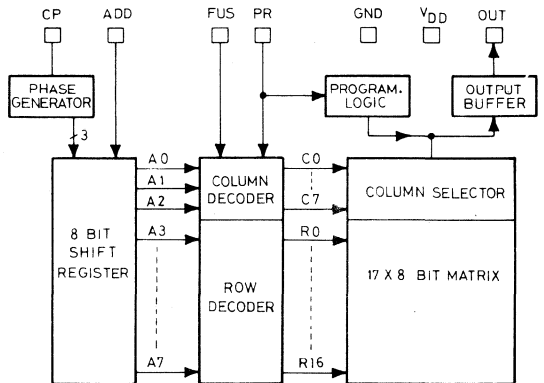 CP ADD FUS PR GND VDD OUT
PHASE GENERATOR
PROGRAM. LOGIC
OUTPUT BUFFER
3
8 BIT SHIFT REGISTER
A0
A1
A2
A3
A7
COLUMN DECODER
ROW DECODER
C0
C7
R0
R16
COLUMN SELECTOR
17 X 8 BIT MATRIX